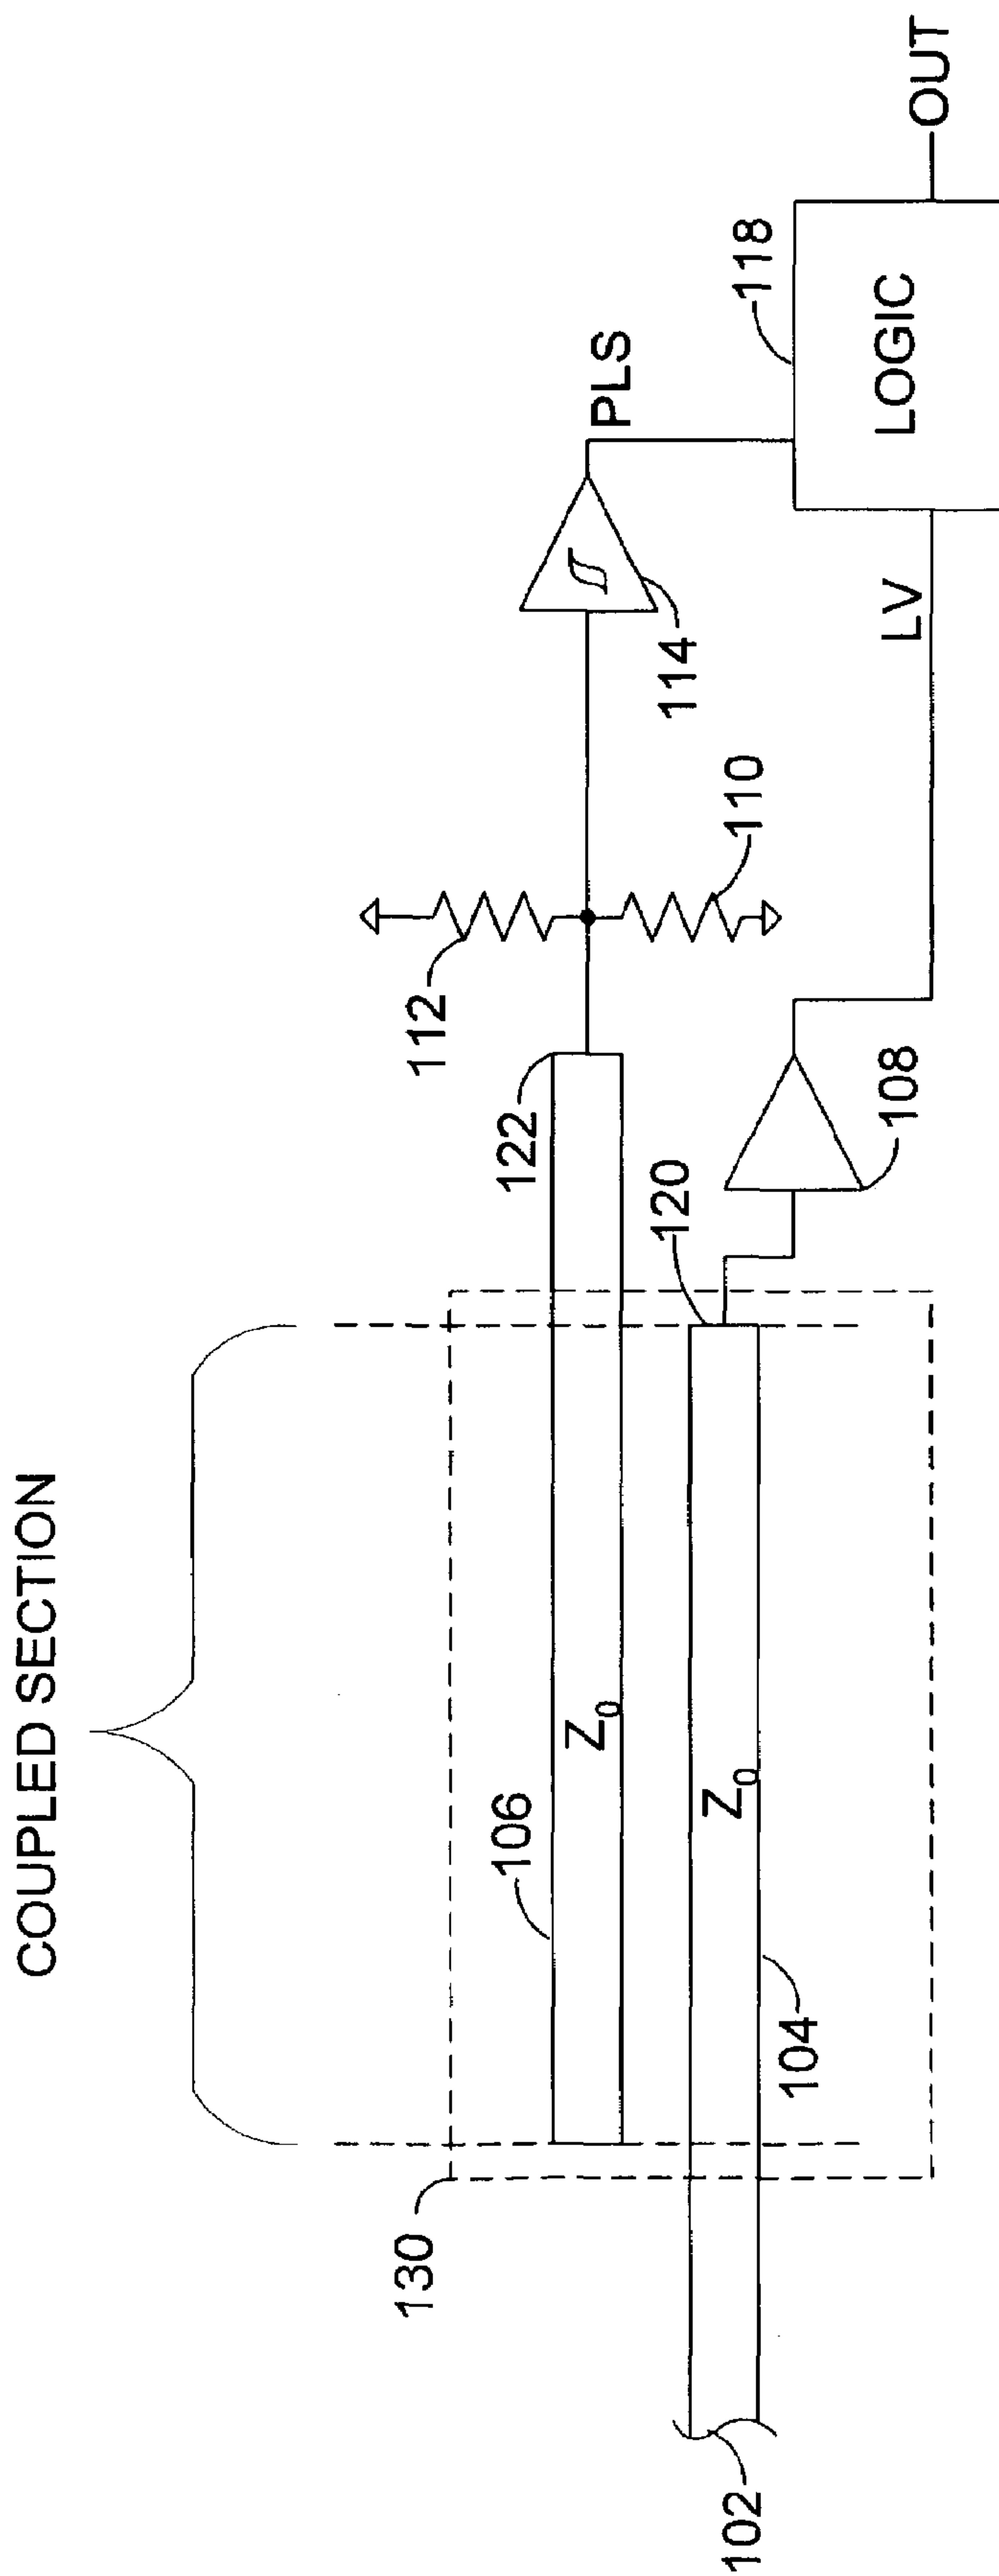 COUPLED SECTION
130
106
Z0
122
112
110
114
PLS
118
LOGIC
OUT
102
104
Z0
120
108
LV